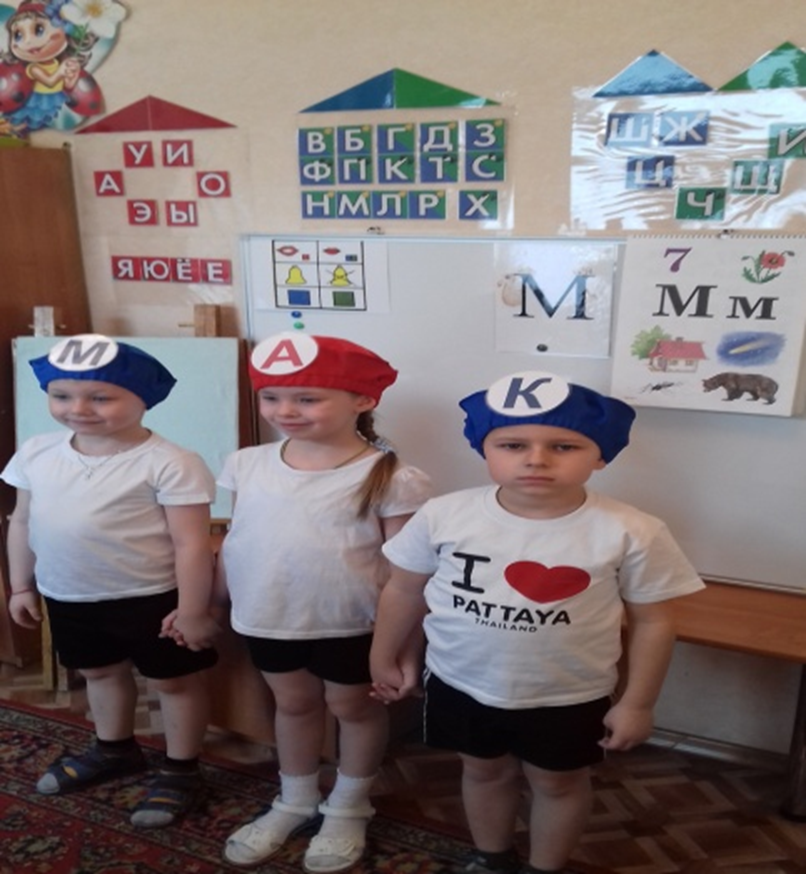 У И
А О
Э Ы
Я Ю Ё Е
В Б Г Д З
Ф П К Т С
Н М Л Р Х
Ш Ж И
Ц Щ
Ч
М
7
М м
М
А
К
I
PATTAYA
THAILAND